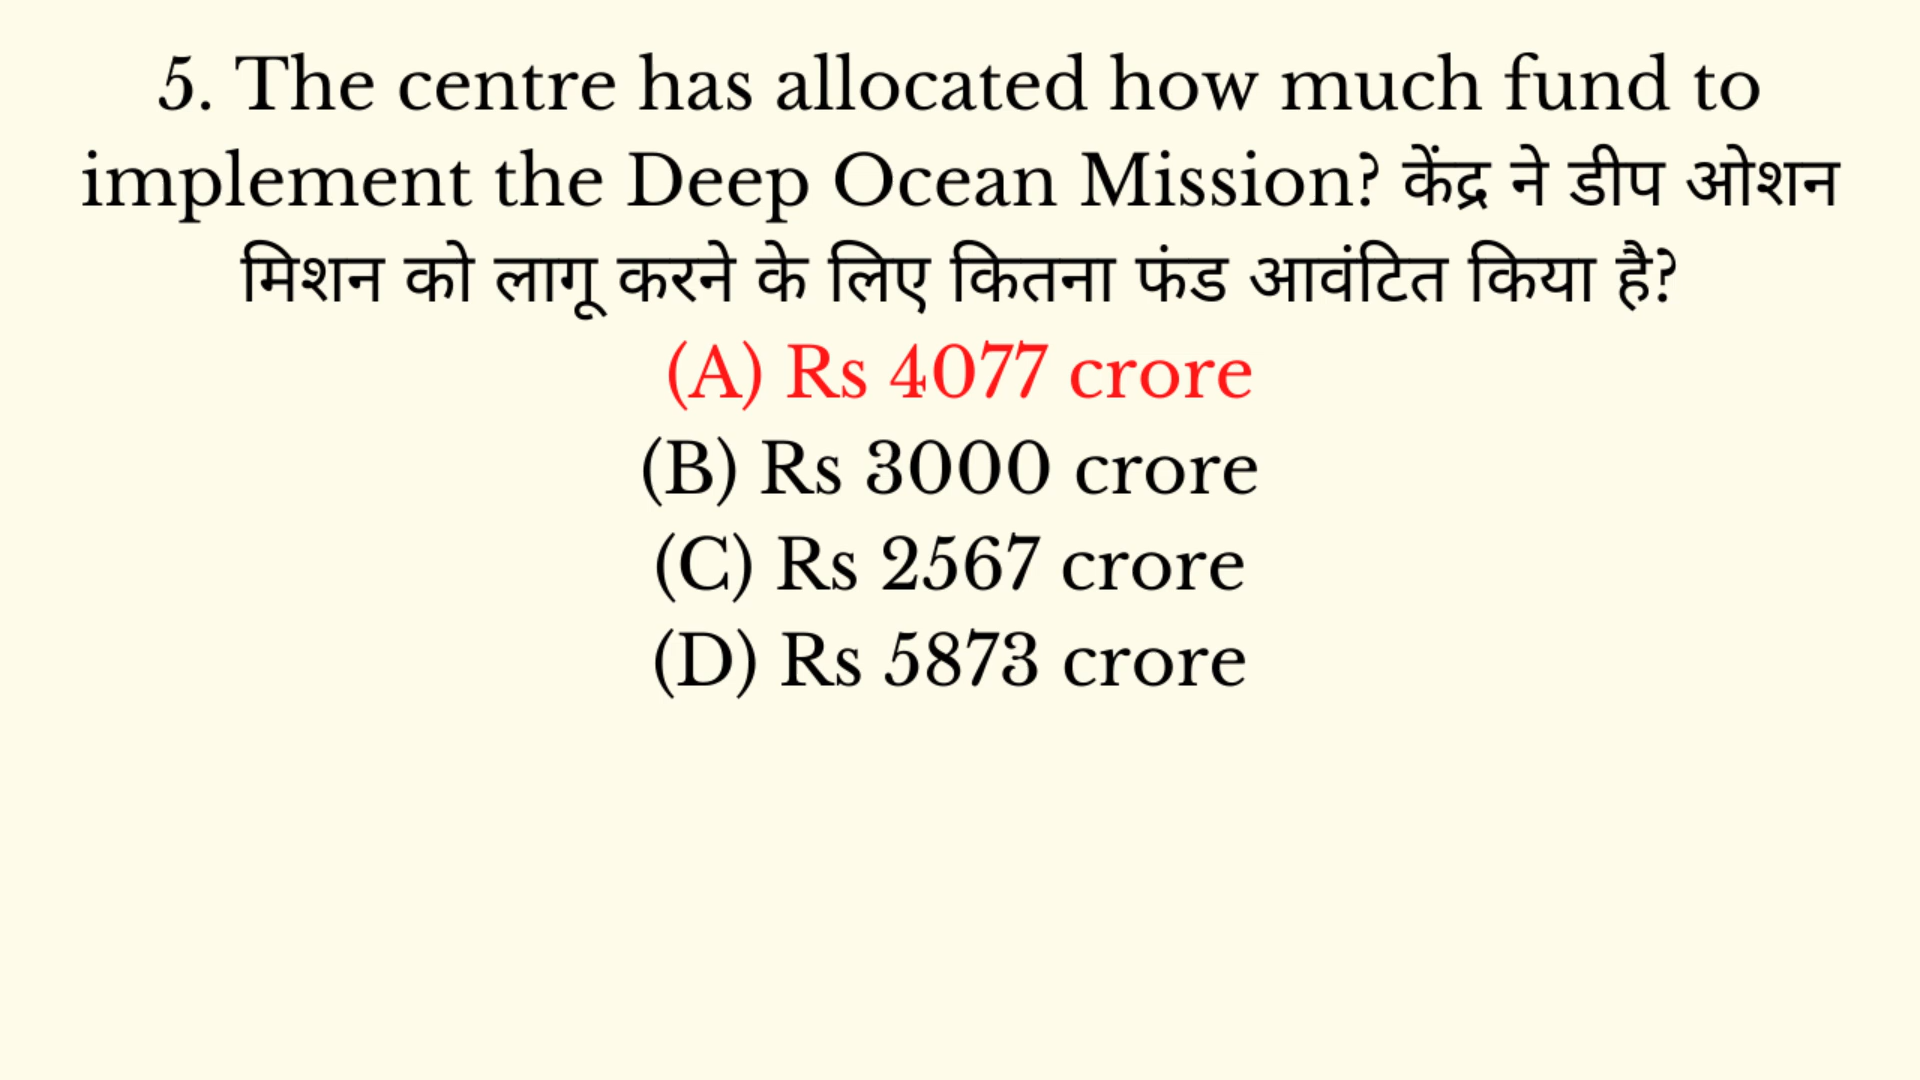 5. The centre has allocated how much fund to
implement the Deep Ocean Mission? केंद्र ने डीप ओशन
मिशन को लागू करने के लिए कितना फंड आवंटित किया है?
(A) Rs 4077 crore
(B) Rs 3000 crore
(C) Rs 2567 crore
(D) Rs 5873 crore